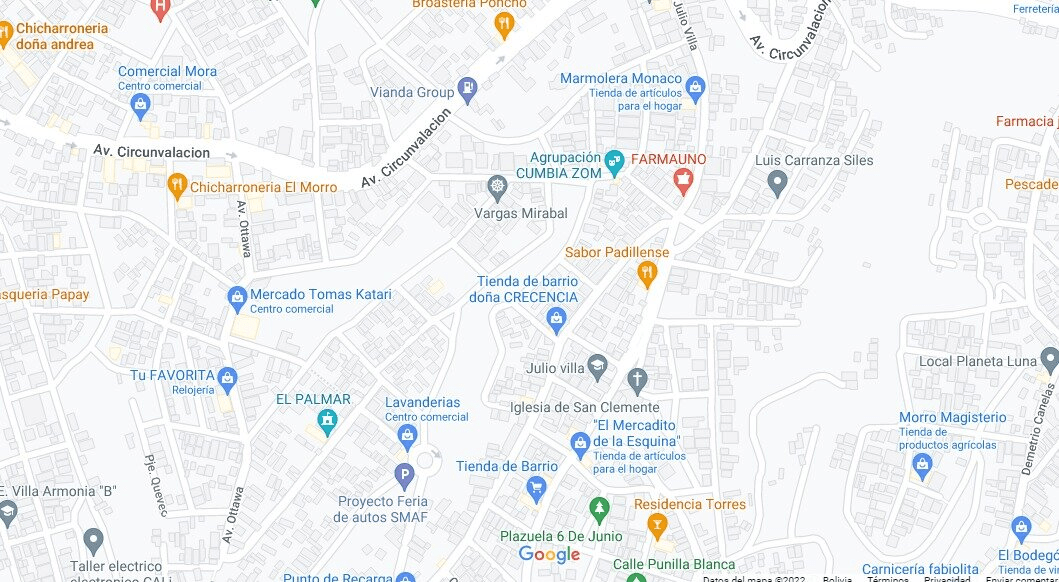 Broasteria Poncho
Ferretería
Chicharroneria
doña andrea
Julio Villa
Av. Circunvalacion
Comercial Mora
Centro comercial
Vianda Group
Marmolera Monaco
Tienda de artículos
para el hogar
Farmacia j
Av. Circunvalacion
Av. Circunvalacion
Agrupación
CUMBIA ZOM
FARMAUNO
Luis Carranza Siles
Chicharroneria El Morro
Pescade
Vargas Mirabal
Av. Ottawa
Sabor Padillense
Tienda de barrio
doña CRECENCIA
asqueria Papay
Mercado Tomas Katari
Centro comercial
Local Planeta Luna
Tu FAVORITA
Relojería
Julio villa
EL PALMAR
Lavanderias
Centro comercial
Iglesia de San Clemente
"El Mercadito
de la Esquina"
Tienda de artículos
para el hogar
Morro Magisterio
Tienda de
productos agrícolas
Demetrio Canelas
Tienda de Barrio
Pje. Quevec
E. Villa Armonia "B"
Av. Ottawa
Proyecto Feria
de autos SMAF
Residencia Torres
Plazuela 6 De Junio
Google
Taller electrico
electronico CALi
Calle Punilla Blanca
Carnicería fabiolita
El Bodegó
Tienda de vi
Punto de Recarga
Datos del mapa ©2022
Bolivia
Términos
Privacidad
Enviar comentarios